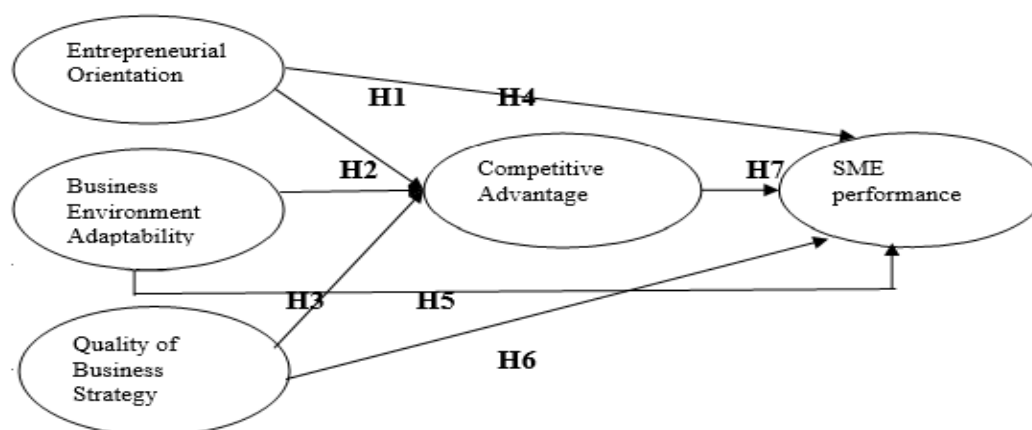 Entrepreneurial
Orientation
H1
H4
Business
Environment
Adaptability
H2
Competitive
Advantage
H7
SME
performance
H3
H5
Quality of
Business
Strategy
H6